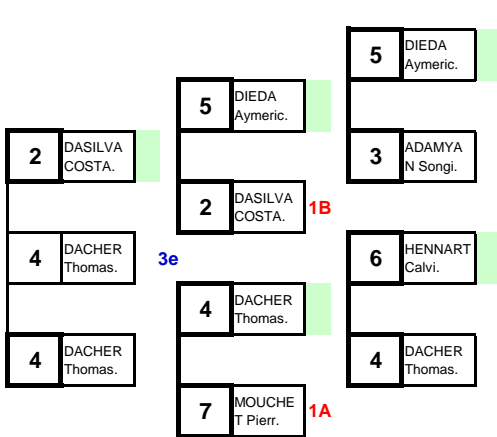 5 DIEDA
Aymeric.
3 ADAMYA
N Songi.
5 DIEDA
Aymeric.
2 DASILVA
COSTA.
1B
2 DASILVA
COSTA.
4 DACHER
Thomas.
3e
6 HENNART
Calvi.
4 DACHER
Thomas.
4 DACHER
Thomas.
4 DACHER
Thomas.
7 MOUCHE
T Pierr.
1A